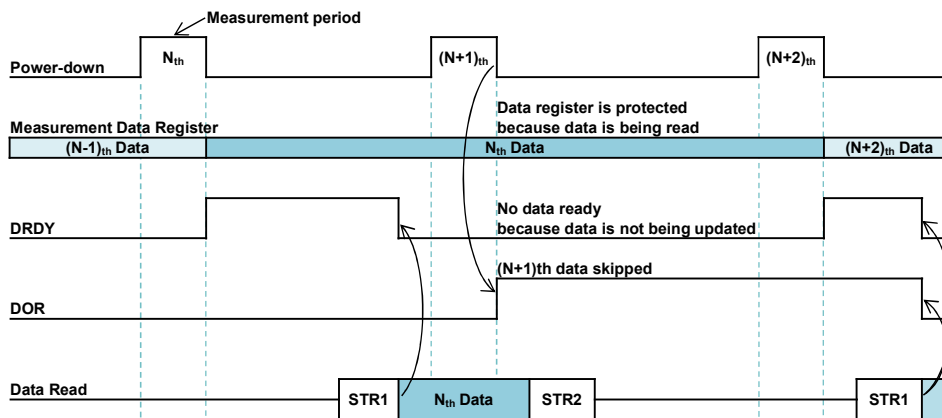 Measurement period
Power-down
Nth
(N+1)th
(N+2)th
Data register is protected
because data is being read
Measurement Data Register
(N-1)th Data
Nth Data
(N+2)th Data
DRDY
No data ready
because data is not being updated
(N+1)th data skipped
DOR
Data Read
STR1
Nth Data
STR2
STR1